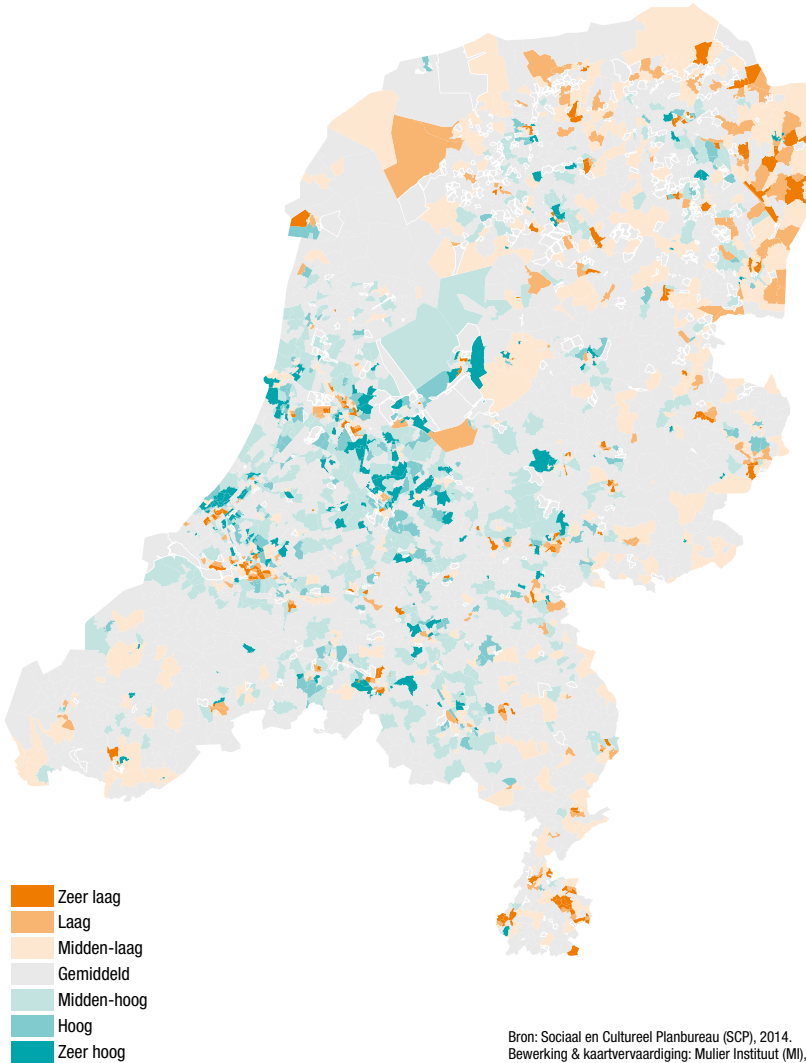 Zeer laag
Laag
Midden-laag
Gemiddeld
Midden-hoog
Hoog
Zeer hoog
Bron: Sociaal en Cultureel Planbureau (SCP), 2014.
Bewerking & kaartvervaardiging: Mulier Instituut (MI),